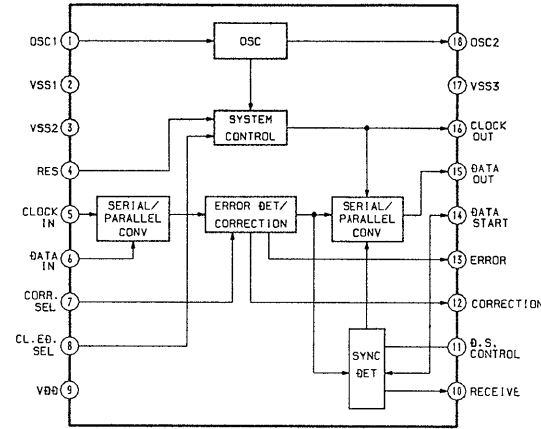 OSC1 1
OSC
18 OSC2
VSS1 2
17 VSS3
VSS2 3
SYSTEM
CONTROL
16 CLOCK
OUT
RES 4
15 DATA
OUT
CLOCK
IN 5
SERIAL/
PARALLEL
CONV
ERROR DET/
CORRECTION
SERIAL/
PARALLEL
CONV
14 DATA
START
DATA
IN 6
13 ERROR
CORR.
SEL 7
12 CORRECTION
CL.ED.
SEL 8
SYNC
DET
11 D.S.
CONTROL
VDD 9
10 RECEIVE